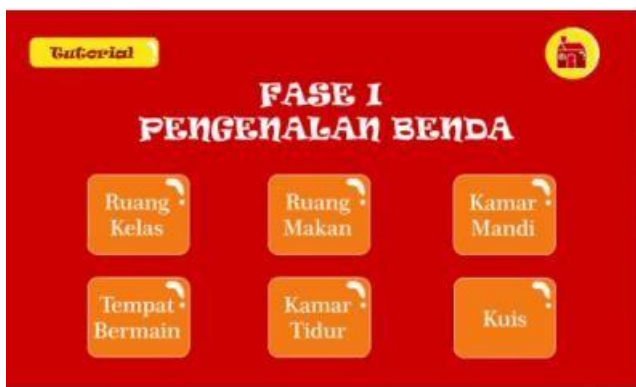 Tutorial
FASE I
PENGENALAN BENDA
Ruang
Kelas
Ruang
Makan
Kamar
Mandi
Tempat
Bermain
Kamar
Tidur
Kuis